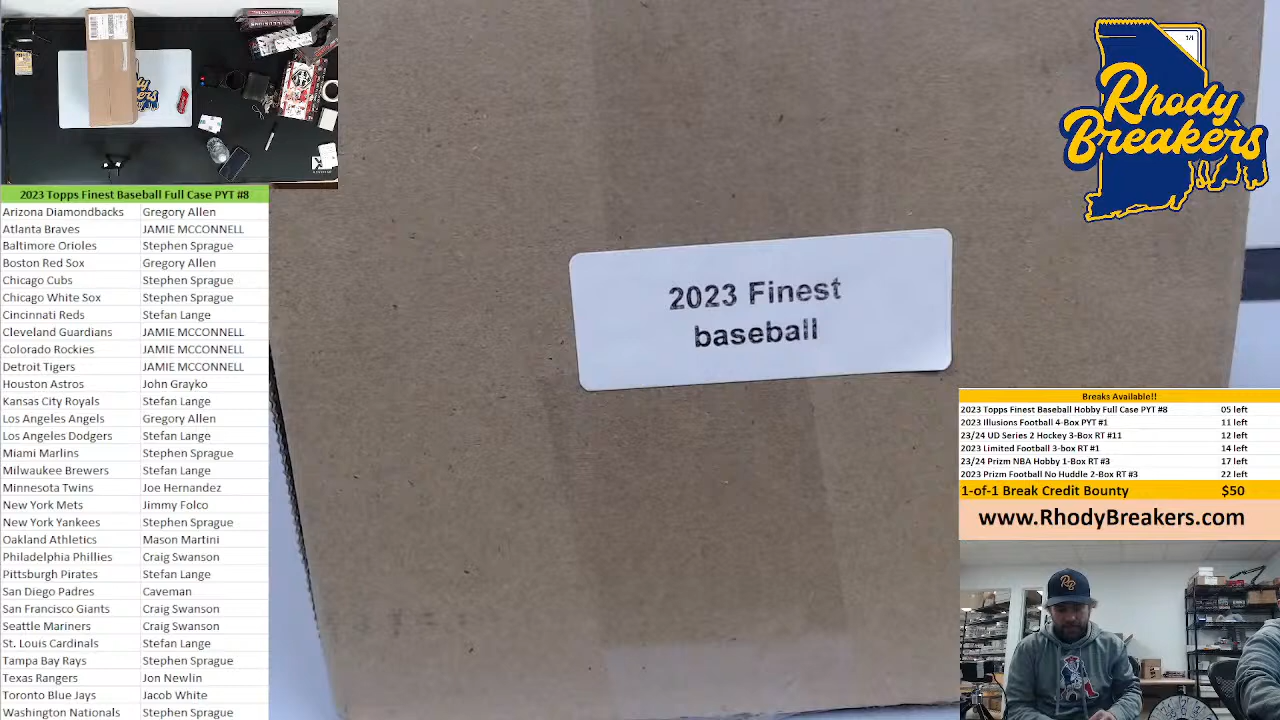 2023 Topps Finest Baseball Full Case PYT #8
Arizona Diamondbacks Gregory Allen
Atlanta Braves JAMIE MCCONNELL
Baltimore Orioles Stephen Sprague
Boston Red Sox Gregory Allen
Chicago Cubs Stephen Sprague
Chicago White Sox Stephen Sprague
Cincinnati Reds Stefan Lange
Cleveland Guardians JAMIE MCCONNELL
Colorado Rockies JAMIE MCCONNELL
Detroit Tigers JAMIE MCCONNELL
Houston Astros John Grayko
Kansas City Royals Stefan Lange
Los Angeles Angels Gregory Allen
Los Angeles Dodgers Stefan Lange
Miami Marlins Stephen Sprague
Milwaukee Brewers Stefan Lange
Minnesota Twins Joe Hernandez
New York Mets Jimmy Folco
New York Yankees Stephen Sprague
Oakland Athletics Mason Martini
Philadelphia Phillies Craig Swanson
Pittsburgh Pirates Stefan Lange
San Diego Padres Caveman
San Francisco Giants Craig Swanson
Seattle Mariners Craig Swanson
St. Louis Cardinals Stefan Lange
Tampa Bay Rays Stephen Sprague
Texas Rangers Jon Newlin
Toronto Blue Jays Jacob White
Washington Nationals Stephen Sprague
2023 Finest
baseball
1/1
Rhody
Breakers
Breaks Available!!
2023 Topps Finest Baseball Hobby Full Case PYT #8 05 left
2023 Illusions Football 4-Box PYT #1 11 left
23/24 UD Series 2 Hockey 3-Box RT #11 12 left
2023 Limited Football 3-box RT #1 14 left
23/24 Prizm NBA Hobby 1-Box RT #3 17 left
2023 Prizm Football No Huddle 2-Box RT #3 22 left
1-of-1 Break Credit Bounty $50
www.RhodyBreakers.com
RB